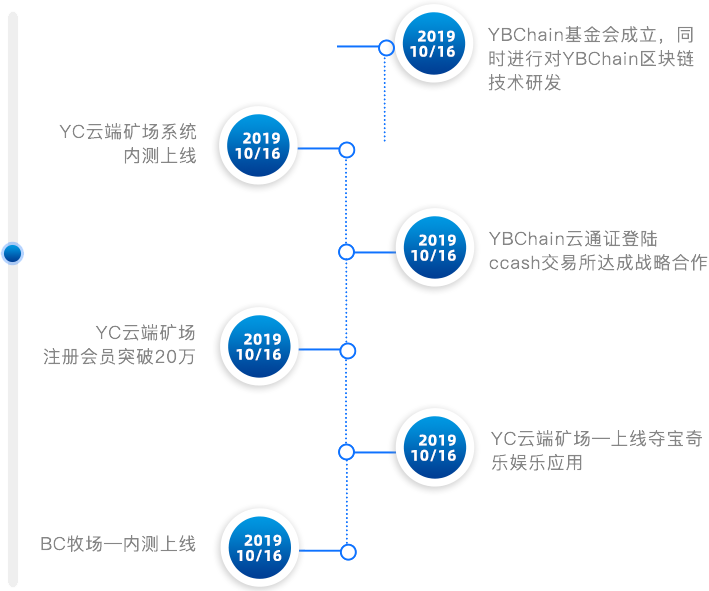 2019
10/16
YBChain基金会成立，同
时进行对YBChain区块链
技术研发
YC云端矿场系统
内测上线
2019
10/16
2019
10/16
YBChain云通证登陆
ccash交易所达成战略合作
YC云端矿场
注册会员突破20万
2019
10/16
2019
10/16
YC云端矿场—上线夺宝奇
乐娱乐应用
BC牧场—内测上线
2019
10/16